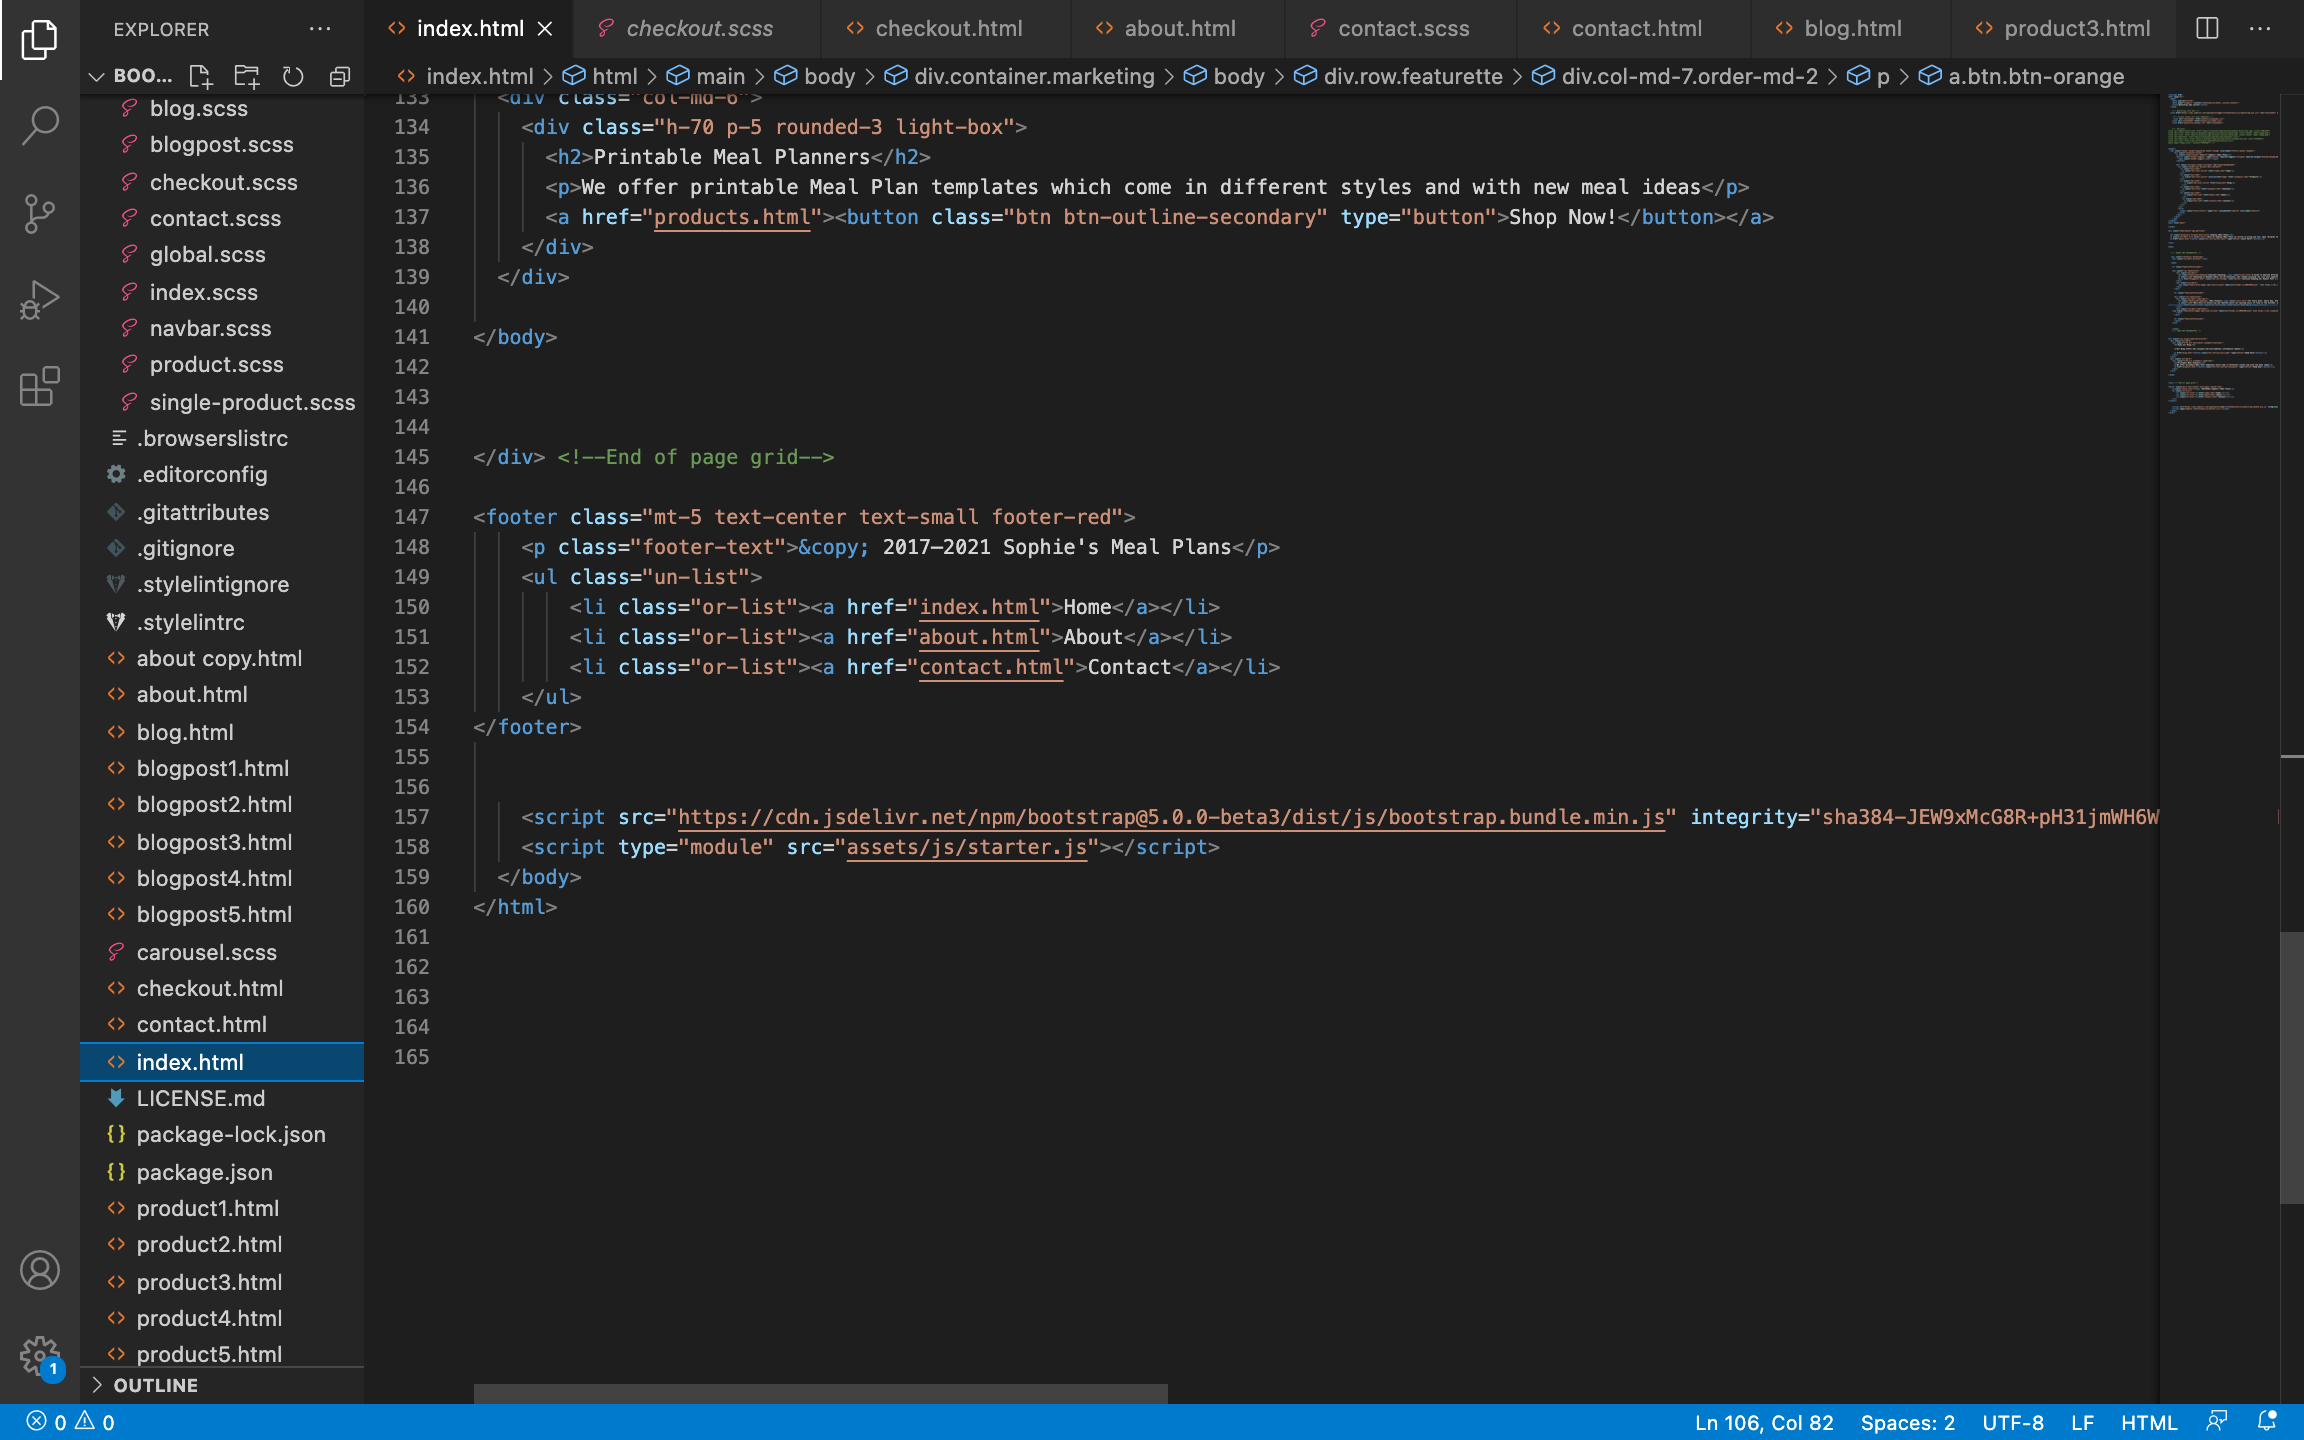 EXPLORER
BOO...
blog.scss
blogpost.scss
checkout.scss
contact.scss
global.scss
index.scss
navbar.scss
product.scss
single-product.scss
.browserslistrc
.editorconfig
.gitattributes
.gitignore
.stylelintignore
.stylelintrc
about copy.html
about.html
blog.html
blogpost1.html
blogpost2.html
blogpost3.html
blogpost4.html
blogpost5.html
carousel.scss
checkout.html
contact.html
index.html
LICENSE.md
package-lock.json
package.json
product1.html
product2.html
product3.html
product4.html
product5.html
OUTLINE
1
index.html checkout.scss checkout.html about.html contact.scss contact.html blog.html product3.html
index.html > html > main > body > div.container.marketing > body > div.row.featurette > div.col-md-7.order-md-2 > p > a.btn.btn-orange
133 <div class="col-md-6">
134 <div class="h-70 p-5 rounded-3 light-box">
135 <h2>Printable Meal Planners</h2>
136 <p>We offer printable Meal Plan templates which come in different styles and with new meal ideas</p>
137 <a href="products.html"><button class="btn btn-outline-secondary" type="button">Shop Now!</button></a>
138 </div>
139 </div>
140
141 </body>
142
143
144
145 </div> <!--End of page grid-->
146
147 <footer class="mt-5 text-center text-small footer-red">
148 <p class="footer-text">&copy; 2017–2021 Sophie's Meal Plans</p>
149 <ul class="un-list">
150 <li class="or-list"><a href="index.html">Home</a></li>
151 <li class="or-list"><a href="about.html">About</a></li>
152 <li class="or-list"><a href="contact.html">Contact</a></li>
153 </ul>
154 </footer>
155
156
157 <script src="https://cdn.jsdelivr.net/npm/bootstrap@5.0.0-beta3/dist/js/bootstrap.bundle.min.js" integrity="sha384-JEW9xMcG8R+pH31jmWH6W
158 <script type="module" src="assets/js/starter.js"></script>
159 </body>
160 </html>
161
162
163
164
165
0 0 Ln 106, Col 82 Spaces: 2 UTF-8 LF HTML